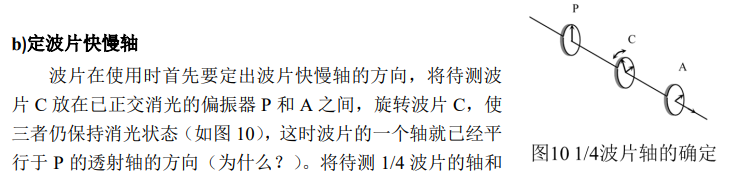 b)定波片快慢轴
波片在使用时首先要定出波片快慢轴的方向，将待测波
片 C 放在已正交消光的偏振器 P 和 A 之间，旋转波片 C，使
三者仍保持消光状态（如图 10），这时波片的一个轴就已经平
行于 P 的透射轴的方向（为什么？）。将待测 1/4 波片的轴和
P
C
A
图10 1/4波片轴的确定